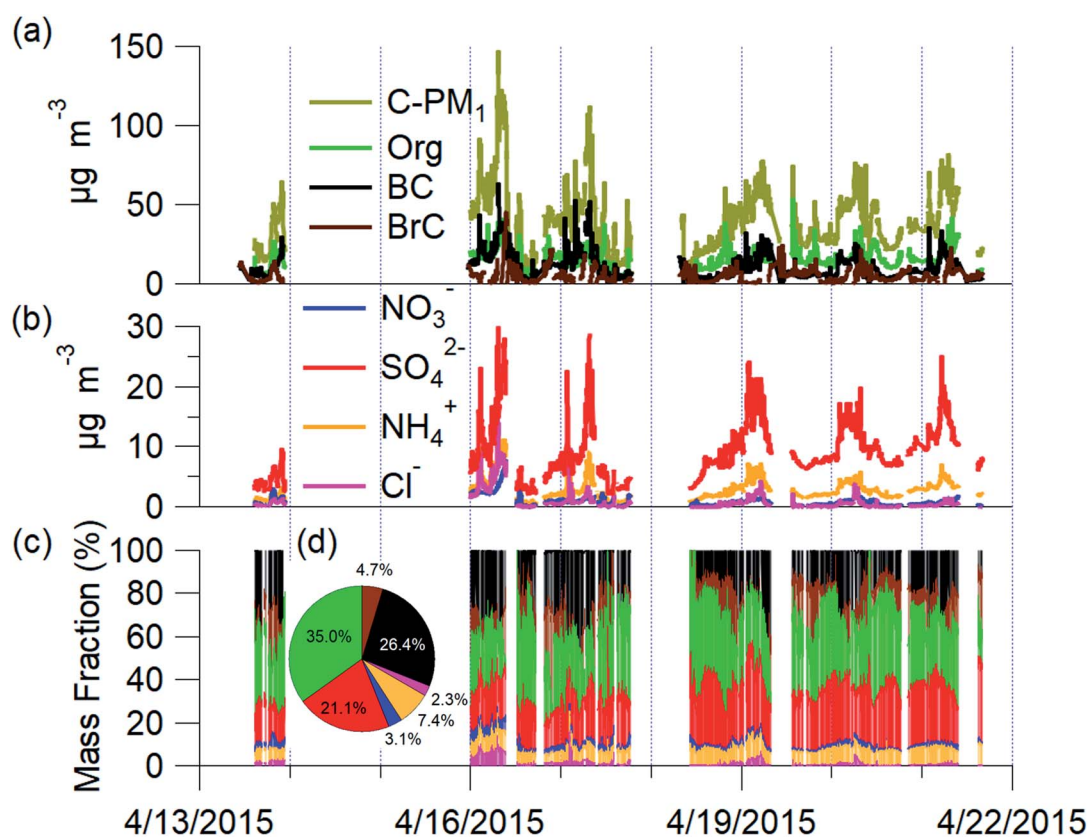 (a)
150
100
50
0
µg m⁻³
C-PM₁
Org
BC
BrC
(b)
30
20
10
0
µg m⁻³
NO₃⁻
SO₄²⁻
NH₄⁺
Cl⁻
(c)
100
80
60
40
20
0
Mass Fraction (%)
(d)
4.7%
26.4%
2.3%
7.4%
3.1%
21.1%
35.0%
4/13/2015 4/16/2015 4/19/2015 4/22/2015